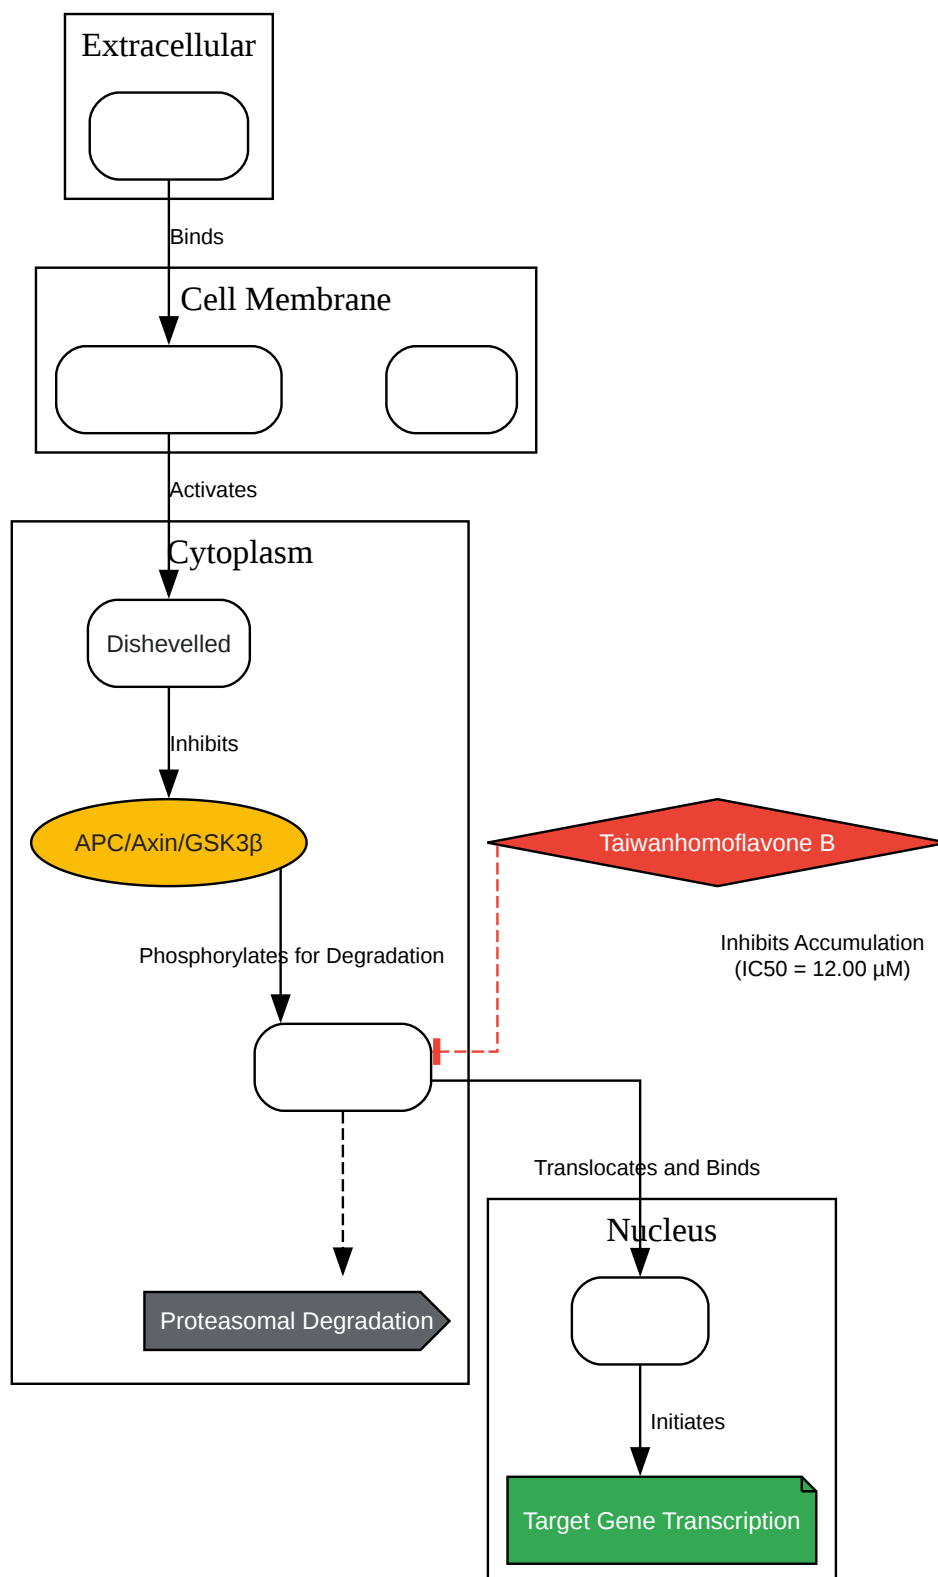 Extracellular
Binds
Cell Membrane
Activates
Cytoplasm
Dishevelled
Inhibits
APC/Axin/GSK3β
Taiwanhomoflavone B
Inhibits Accumulation
(IC50 = 12.00 µM)
Phosphorylates for Degradation
Translocates and Binds
Nucleus
Proteasomal Degradation
Initiates
Target Gene Transcription